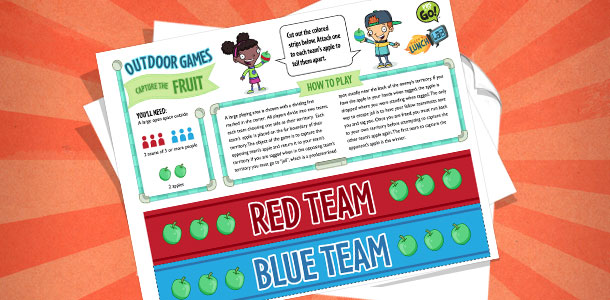 OUTDOOR GAMES
CAPTURE THE FRUIT
Cut out the colored
strips below. Attach one
to each team's apple to
tell them apart.
Go!
LUNCH
YOU'LL NEED:
A large open space outside
2 teams of 3 or more people
2 apples
HOW TO PLAY
A large playing area is chosen with a dividing line
marked in the center. All players divide into two teams,
each team choosing one side as their territory. Each
team's apple is placed on the far boundary of their
territory. The object of the game is to capture the
opposing team's apple and return it to your team's
territory. If you are tagged when in the opposing team's
territory you must go to "jail", which is a predetermined
spot usually near the back of the enemy's territory. If you
have the apple in your hands when tagged, the apple is
dropped where you were standing when tagged. The only
way to escape jail is to have your fellow teammates
you and tag you. Once you are freed you must run back
to your own territory before attempting to capture the
other team's apple again. The first team to capture the
opponent's apple is the winner.
RED TEAM
BLUE TEAM